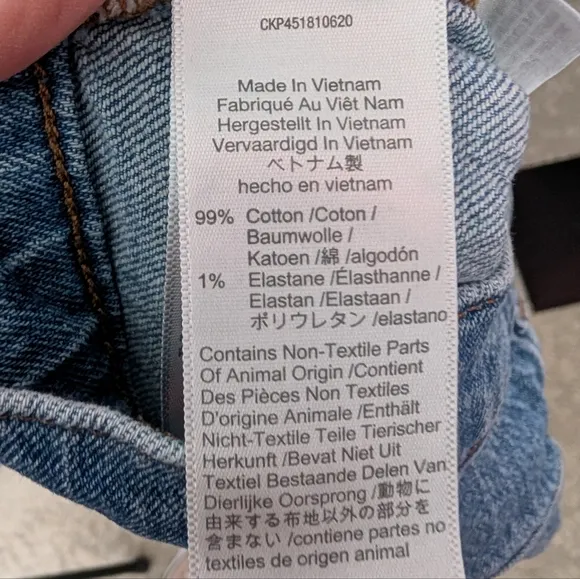 CKP451810620
Made In Vietnam
Fabriqué Au Viêt Nam
Hergestellt In Vietnam
Vervaardigd In Vietnam
ベトナム製
hecho en vietnam
99% Cotton /Coton /
Baumwolle /
Katoen /綿 /algodón
1% Elastane /Élasthanne /
Elastan /Elastaan /
ポリウレタン /elastano
Contains Non-Textile Parts
Of Animal Origin /Contient
Des Pièces Non Textiles
D'origine Animale /Enthält
Nicht-Textile Teile Tierischer
Herkunft /Bevat Niet Uit
Textiel Bestaande Delen Van
Dierlijke Oorsprong /動物に
由来する布地以外の部分を
含まない /contiene partes no
textiles de origen animal